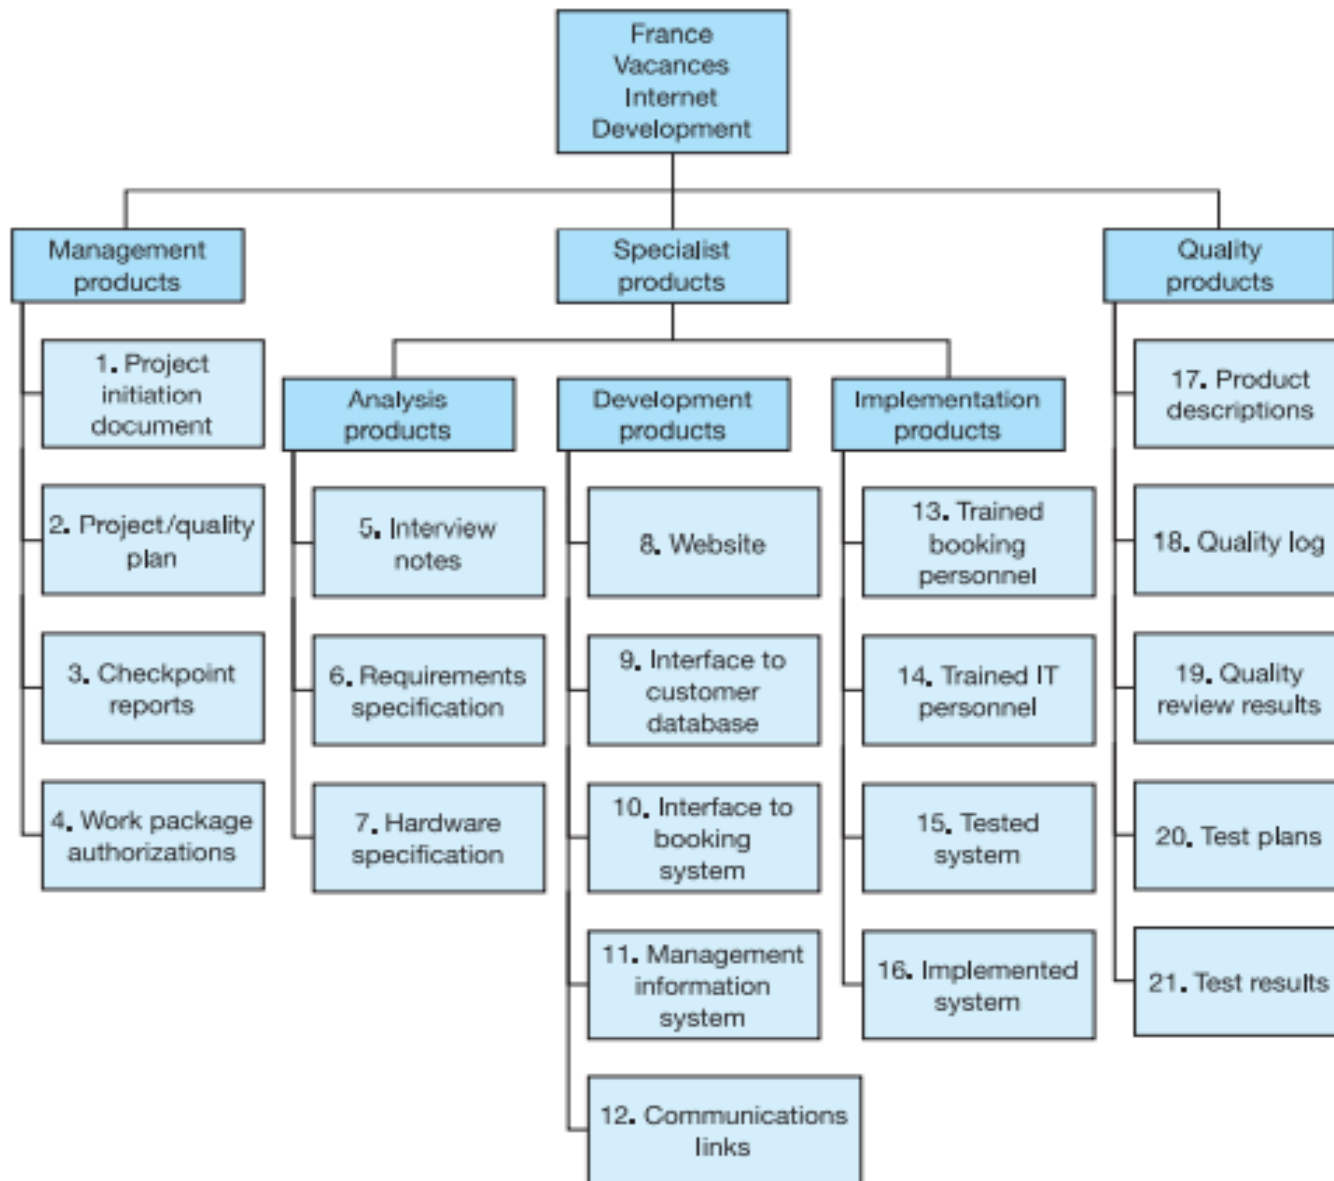 France
Vacances
Internet
Development
Management
products
Specialist
products
Quality
products
1. Project
initiation
document
2. Project/quality
plan
3. Checkpoint
reports
4. Work package
authorizations
Analysis
products
5. Interview
notes
6. Requirements
specification
7. Hardware
specification
Development
products
8. Website
9. Interface to
customer
database
10. Interface to
booking
system
11. Management
information
system
12. Communications
links
Implementation
products
13. Trained
booking
personnel
14. Trained IT
personnel
15. Tested
system
16. Implemented
system
17. Product
descriptions
18. Quality log
19. Quality
review results
20. Test plans
21. Test results